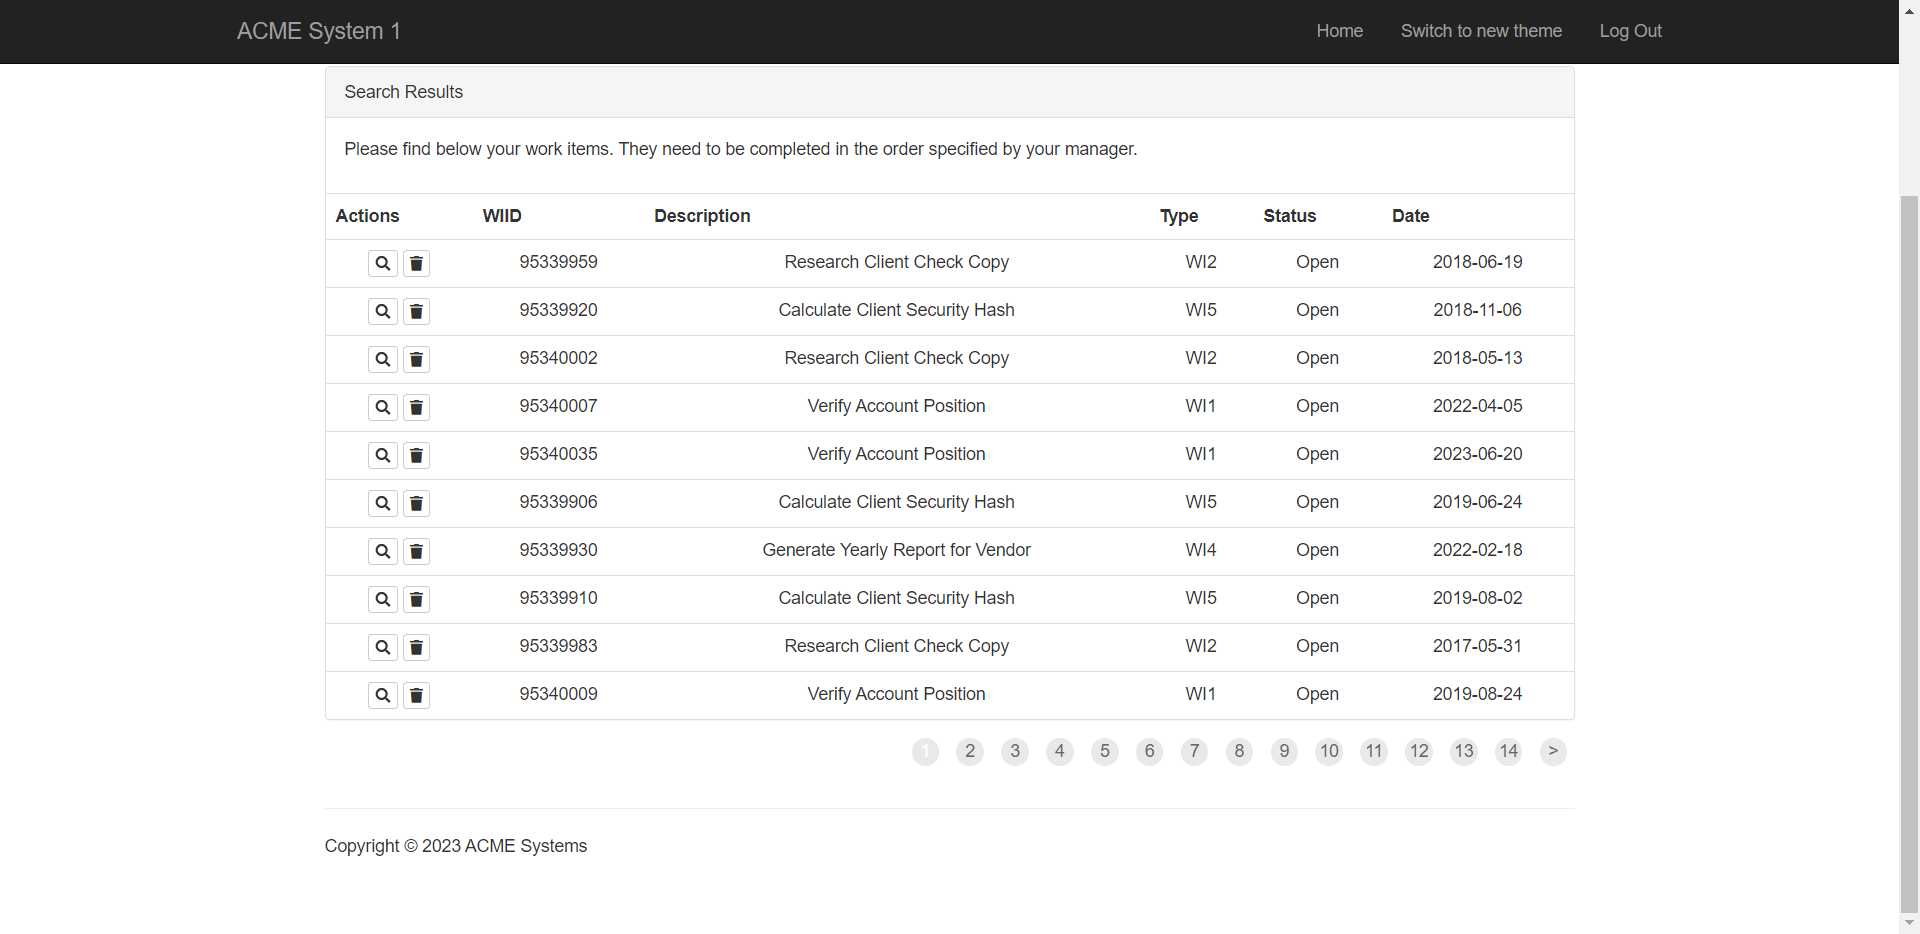 ACME System 1 Home Switch to new theme Log Out
Search Results
Please find below your work items. They need to be completed in the order specified by your manager.
Actions WIID Description Type Status Date
95339959 Research Client Check Copy WI2 Open 2018-06-19
95339920 Calculate Client Security Hash WI5 Open 2018-11-06
95340002 Research Client Check Copy WI2 Open 2018-05-13
95340007 Verify Account Position WI1 Open 2022-04-05
95340035 Verify Account Position WI1 Open 2023-06-20
95339906 Calculate Client Security Hash WI5 Open 2019-06-24
95339930 Generate Yearly Report for Vendor WI4 Open 2022-02-18
95339910 Calculate Client Security Hash WI5 Open 2019-08-02
95339983 Research Client Check Copy WI2 Open 2017-05-31
95340009 Verify Account Position WI1 Open 2019-08-24
1 2 3 4 5 6 7 8 9 10 11 12 13 14 >
Copyright © 2023 ACME Systems